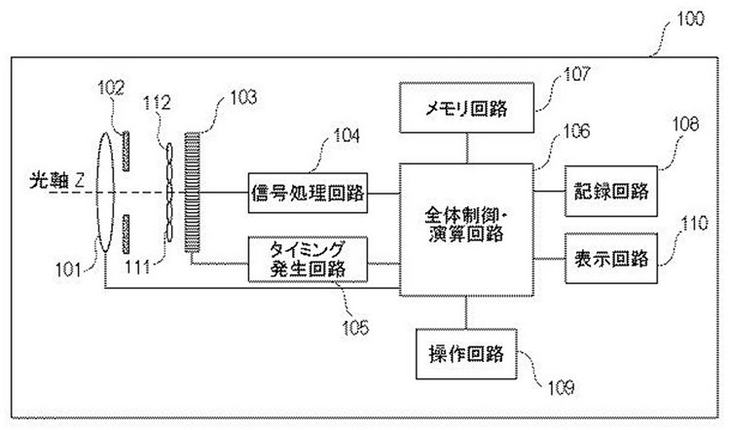 100
107
メモリ回路
102
112
103
104
106
108
光軸 Z
信号処理回路
全体制御・
演算回路
記録回路
110
101
111
タイミング
発生回路
105
表示回路
操作回路
109